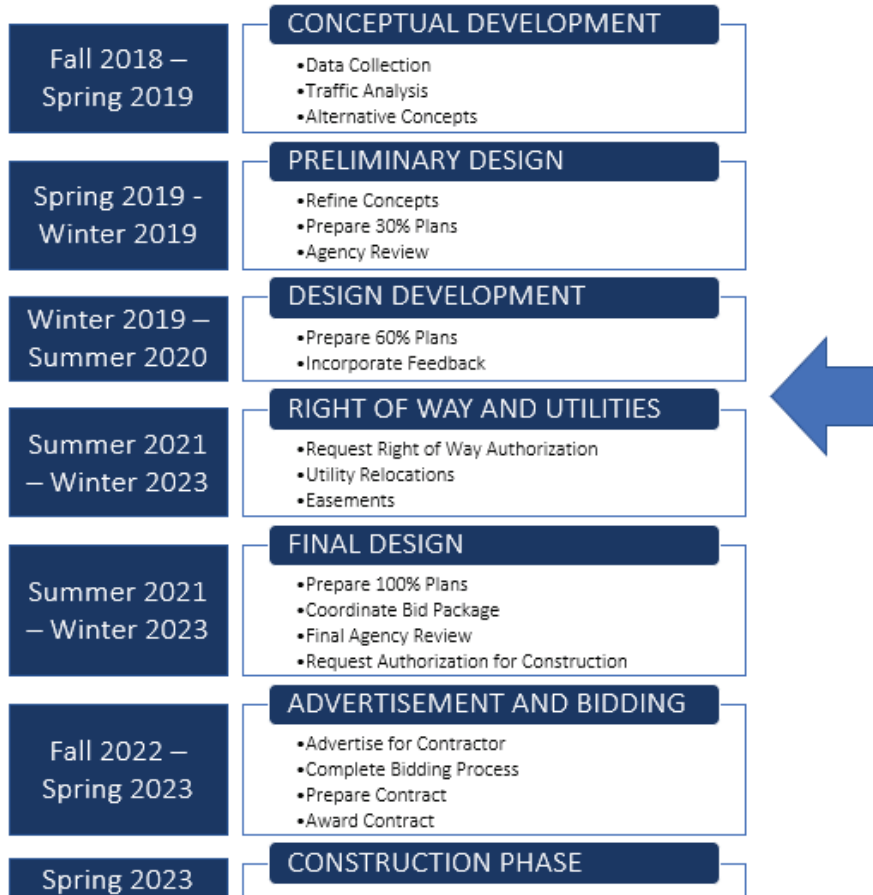 Fall 2018 –
Spring 2019
CONCEPTUAL DEVELOPMENT
•Data Collection
•Traffic Analysis
•Alternative Concepts
Spring 2019 -
Winter 2019
PRELIMINARY DESIGN
•Refine Concepts
•Prepare 30% Plans
•Agency Review
Winter 2019 –
Summer 2020
DESIGN DEVELOPMENT
•Prepare 60% Plans
•Incorporate Feedback
Summer 2021
– Winter 2023
RIGHT OF WAY AND UTILITIES
•Request Right of Way Authorization
•Utility Relocations
•Easements
Summer 2021
– Winter 2023
FINAL DESIGN
•Prepare 100% Plans
•Coordinate Bid Package
•Final Agency Review
•Request Authorization for Construction
Fall 2022 –
Spring 2023
ADVERTISEMENT AND BIDDING
•Advertise for Contractor
•Complete Bidding Process
•Prepare Contract
•Award Contract
Spring 2023
CONSTRUCTION PHASE